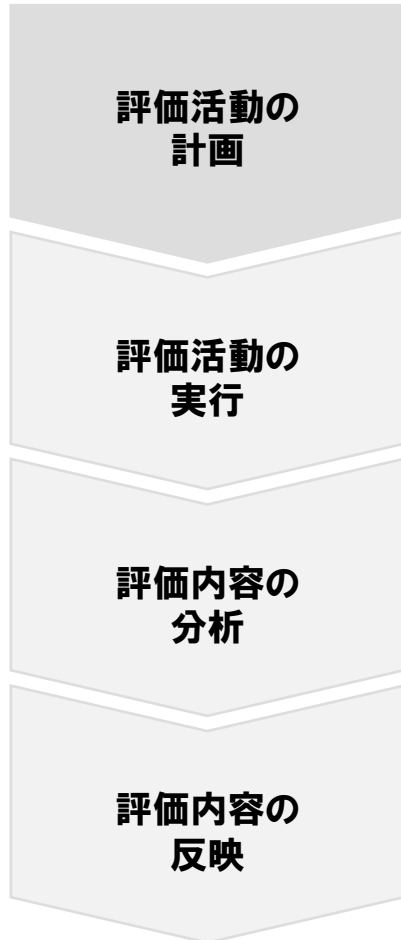 評価活動の
計画
評価活動の
実行
評価内容の
分析
評価内容の
反映